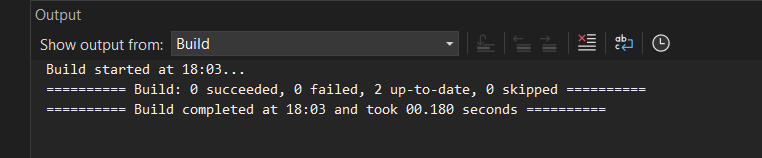 Output
Show output from: Build
Build started at 18:03...
========== Build: 0 succeeded, 0 failed, 2 up-to-date, 0 skipped ==========
========== Build completed at 18:03 and took 00.180 seconds ==========